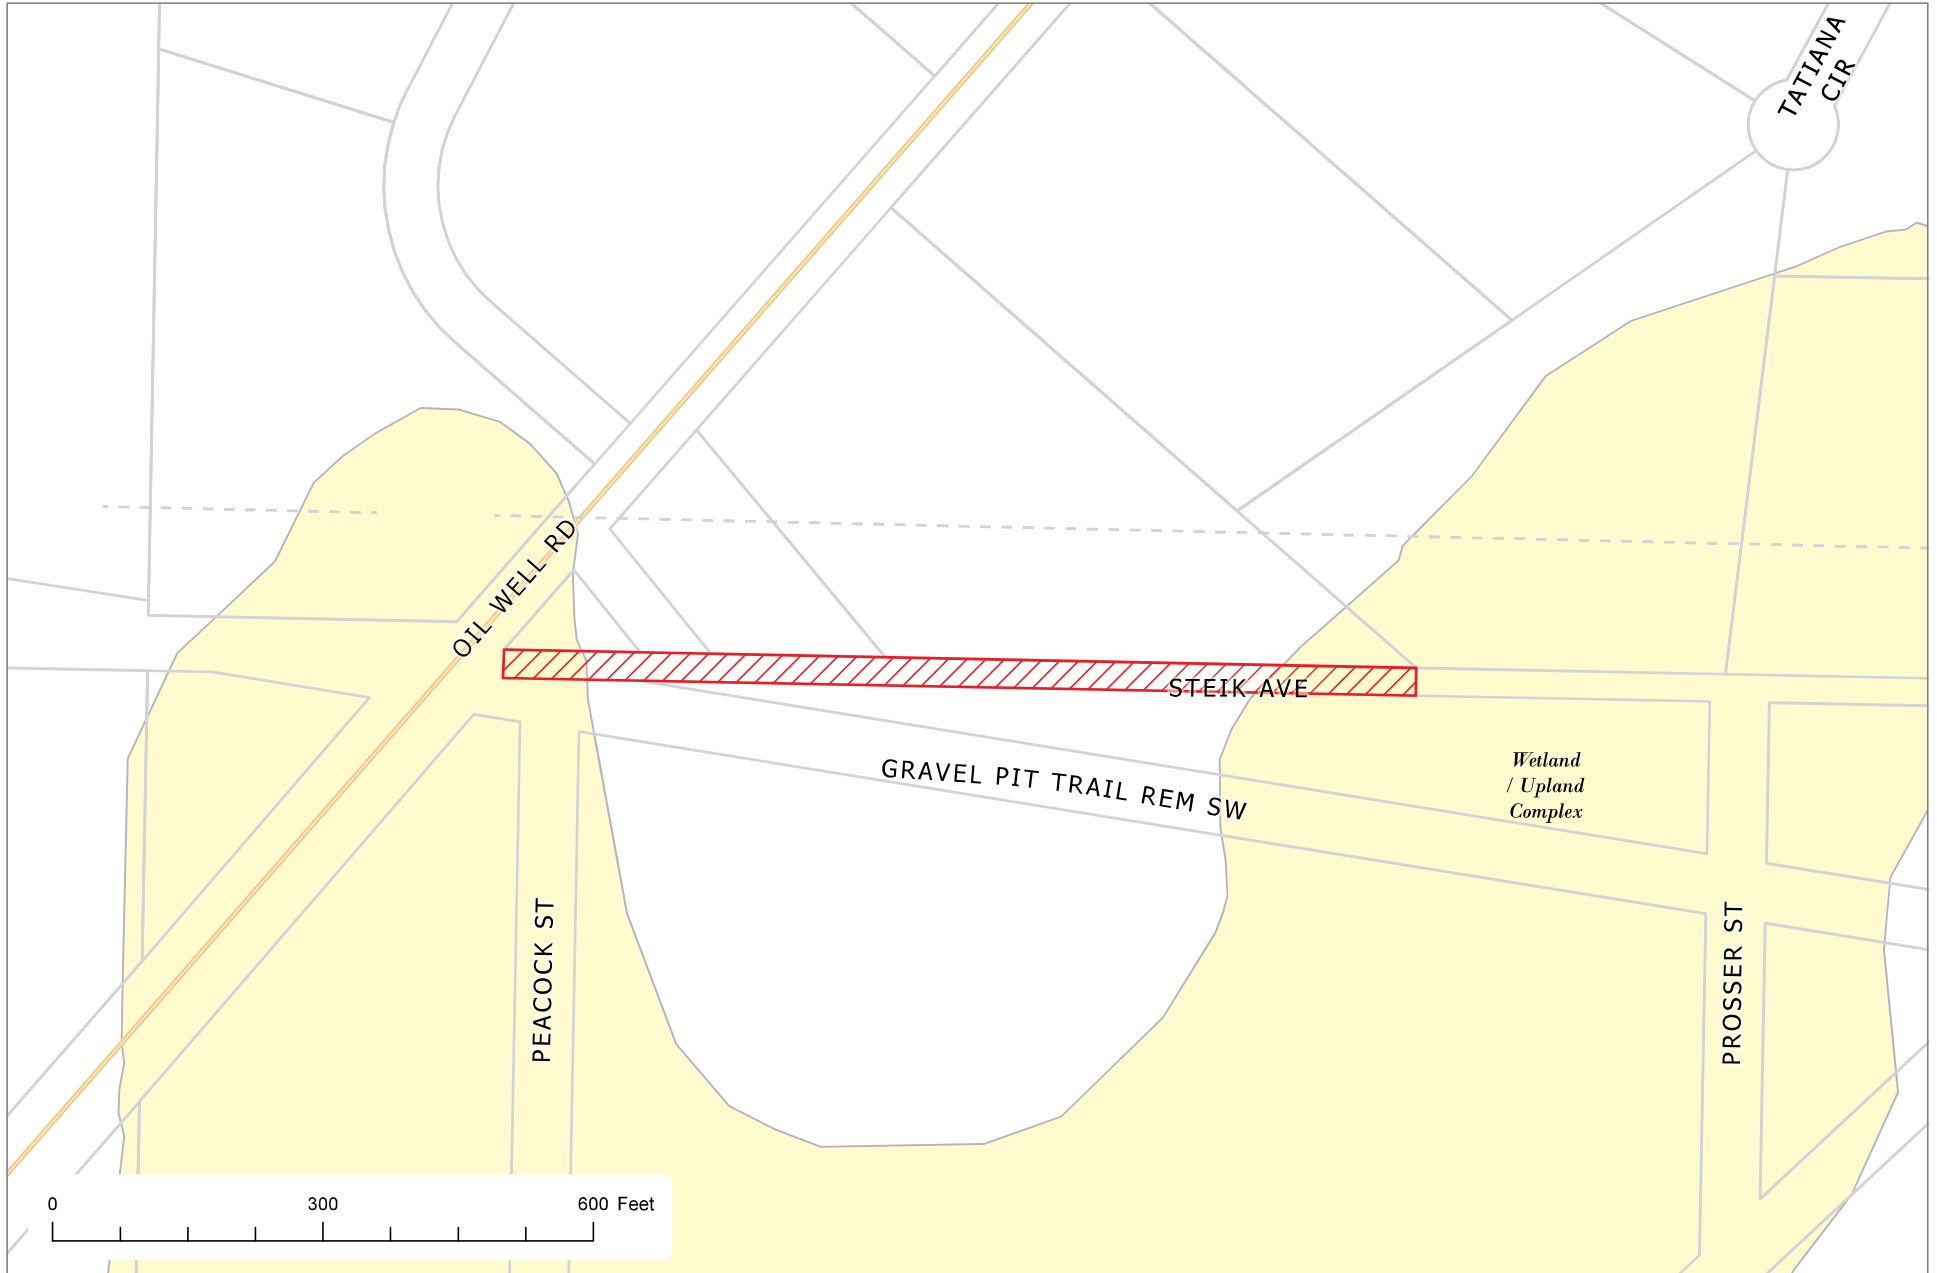 TATIANA
CIR
OIL WELL RD
STEIK AVE
GRAVEL PIT TRAIL REM SW
Wetland
/ Upland
Complex
PEACOCK ST
PROSSER ST
0 300 600 Feet